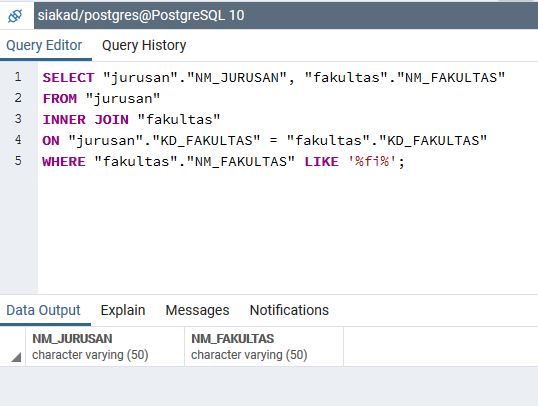 siakad/postgres@PostgreSQL 10
Query Editor Query History
1 SELECT "jurusan"."NM_JURUSAN", "fakultas"."NM_FAKULTAS"
2 FROM "jurusan"
3 INNER JOIN "fakultas"
4 ON "jurusan"."KD_FAKULTAS" = "fakultas"."KD_FAKULTAS"
5 WHERE "fakultas"."NM_FAKULTAS" LIKE '%fi%';
Data Output Explain Messages Notifications
NM_JURUSAN NM_FAKULTAS
character varying (50) character varying (50)